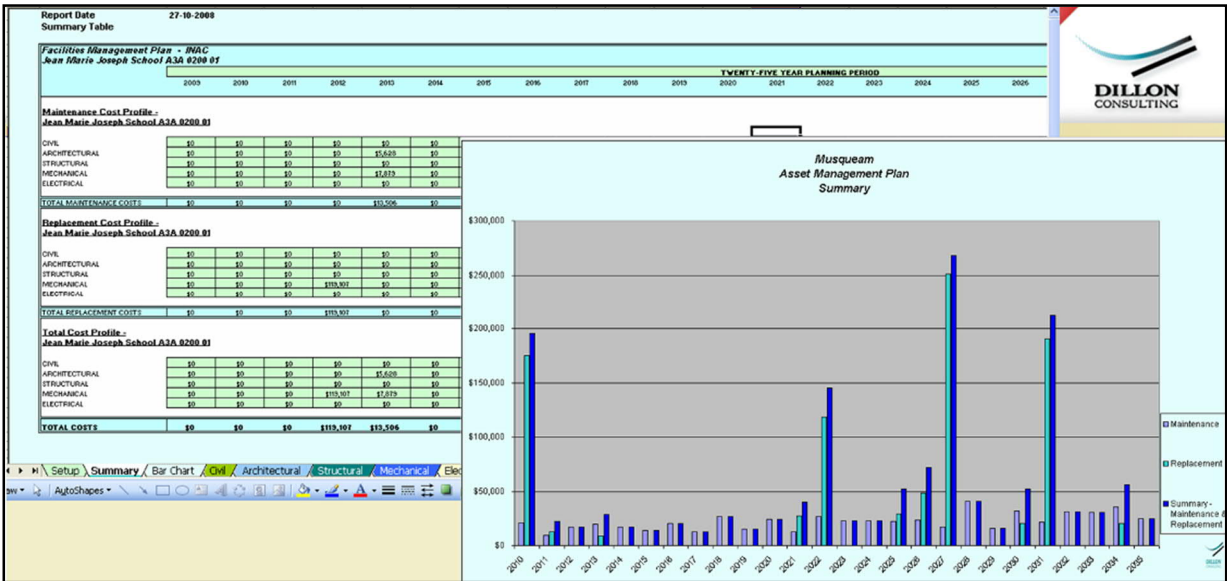 Report Date 27-10-2008
Summary Table
Facilities Management Plan - INAC
Jean Marie Joseph School A3A 0200 01
TWENTY-FIVE YEAR PLANNING PERIOD
2009 2010 2011 2012 2013 2014 2015 2016 2017 2018 2019 2020 2021 2022 2023 2024 2025 2026
Maintenance Cost Profile -
Jean Marie Joseph School A3A 0200 01
CIVIL $0 $0 $0 $0 $0 $0
ARCHITECTURAL $0 $0 $0 $0 $5,628 $0
STRUCTURAL $0 $0 $0 $0 $0 $0
MECHANICAL $0 $0 $0 $0 $7,879 $0
ELECTRICAL $0 $0 $0 $0 $0 $0
TOTAL MAINTENANCE COSTS $0 $0 $0 $0 $13,506 $0
Replacement Cost Profile -
Jean Marie Joseph School A3A 0200 01
CIVIL $0 $0 $0 $0 $0 $0
ARCHITECTURAL $0 $0 $0 $0 $0 $0
STRUCTURAL $0 $0 $0 $0 $0 $0
MECHANICAL $0 $0 $0 $119,107 $0 $0
ELECTRICAL $0 $0 $0 $0 $0 $0
TOTAL REPLACEMENT COSTS $0 $0 $0 $119,107 $0 $0
Total Cost Profile -
Jean Marie Joseph School A3A 0200 01
CIVIL $0 $0 $0 $0 $0 $0
ARCHITECTURAL $0 $0 $0 $0 $5,628 $0
STRUCTURAL $0 $0 $0 $0 $0 $0
MECHANICAL $0 $0 $0 $119,107 $7,879 $0
ELECTRICAL $0 $0 $0 $0 $0 $0
TOTAL COSTS $0 $0 $0 $119,107 $13,506 $0
Setup Summary Bar Chart Civil Architectural Structural Mechanical Elec
aw AutoShapes
DILLON
CONSULTING
Musqueam
Asset Management Plan
Summary
$300,000
$250,000
$200,000
$150,000
$100,000
$50,000
$0
2010 2011 2012 2013 2014 2015 2016 2017 2018 2019 2020 2021 2022 2023 2024 2025 2026 2027 2028 2029 2030 2031 2032 2033 2034 2035
Maintenance
Replacement
Summary -
Maintenance &
Replacement